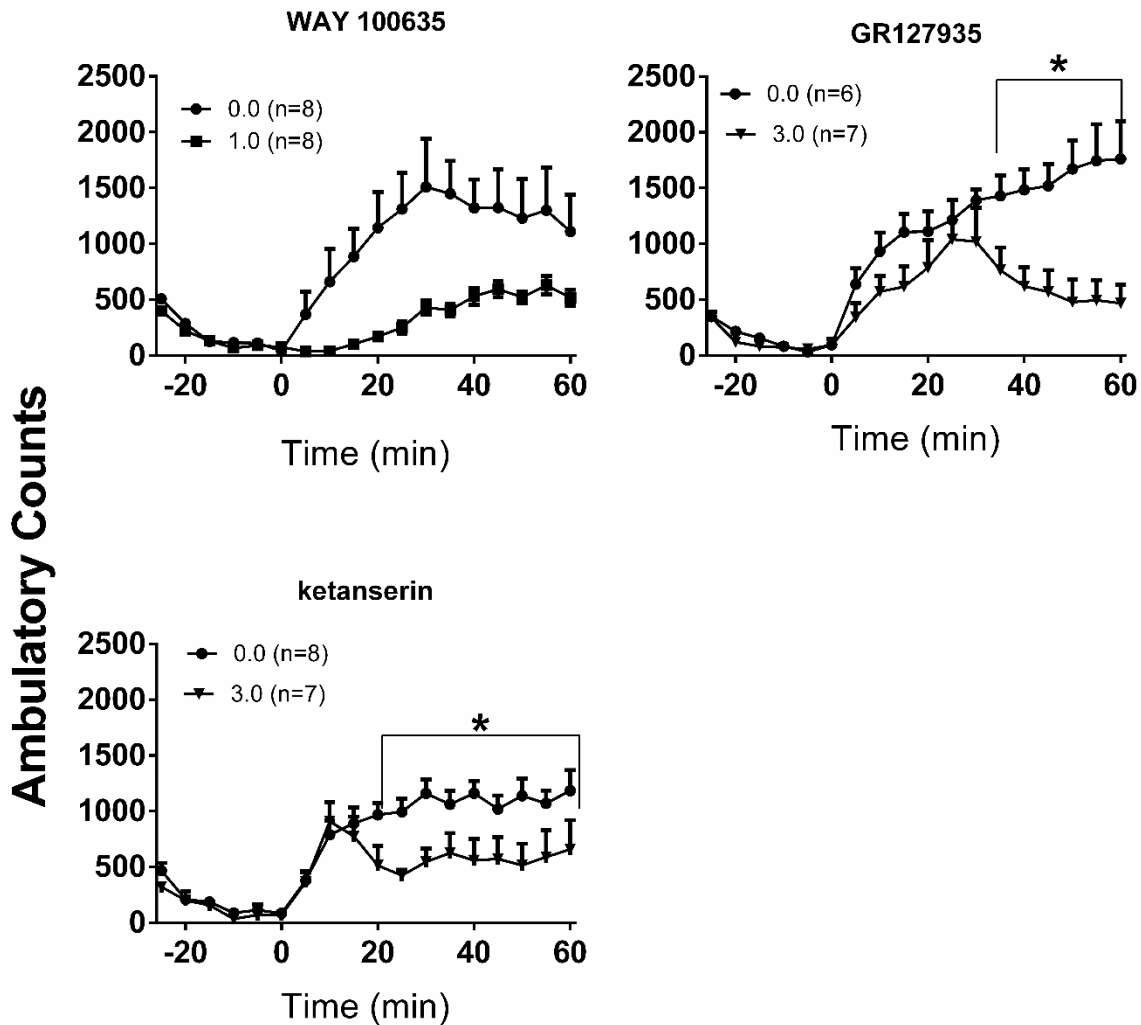 WAY 100635
2500
2000
1500
1000
500
0
0.0 (n=8)
1.0 (n=8)
-20 0 20 40 60
Time (min)
GR127935
2500
2000
1500
1000
500
0
0.0 (n=6)
3.0 (n=7)
*
-20 0 20 40 60
Time (min)
Ambulatory Counts
ketanserin
2500
2000
1500
1000
500
0
0.0 (n=8)
3.0 (n=7)
*
-20 0 20 40 60
Time (min)